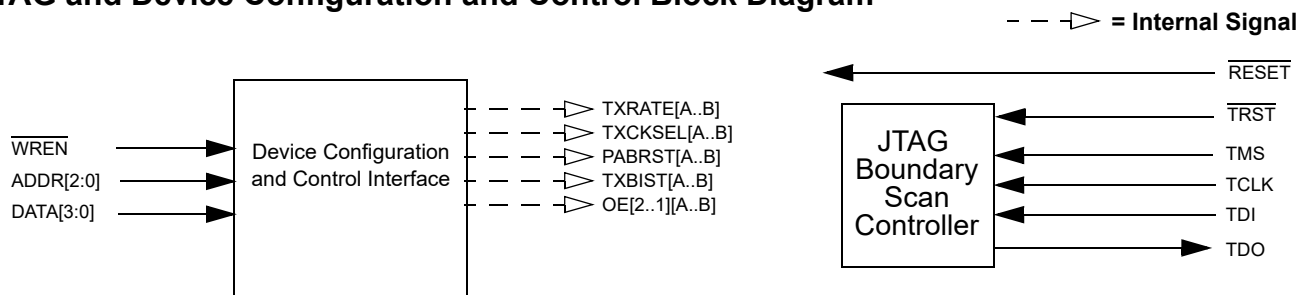 JTAG and Device Configuration and Control Block Diagram
= Internal Signal
WREN
ADDR[2:0]
DATA[3:0]
Device Configuration
and Control Interface
TXRATE[A..B]
TXCKSEL[A..B]
PABRST[A..B]
TXBIST[A..B]
OE[2..1][A..B]
JTAG
Boundary
Scan
Controller
RESET
TRST
TMS
TCLK
TDI
TDO